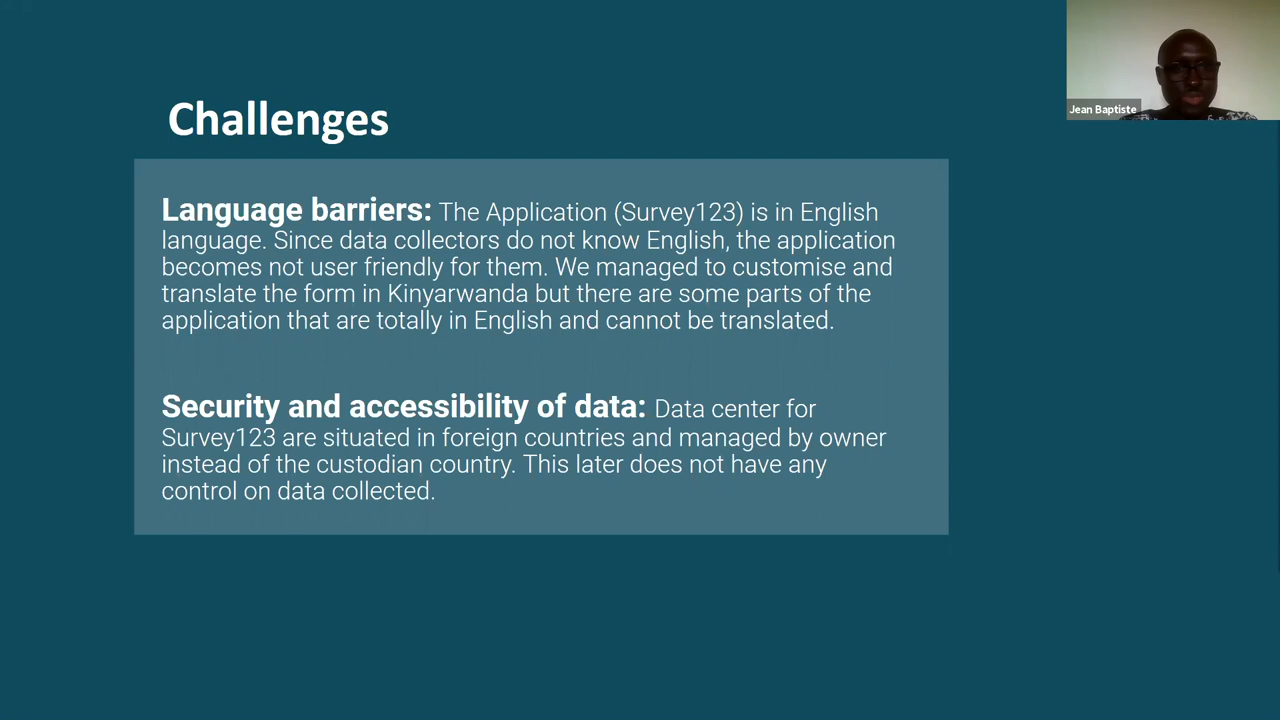 Jean Baptiste
Challenges
Language barriers: The Application (Survey123) is in English
language. Since data collectors do not know English, the application
becomes not user friendly for them. We managed to customise and
translate the form in Kinyarwanda but there are some parts of the
application that are totally in English and cannot be translated.
Security and accessibility of data: Data center for
Survey123 are situated in foreign countries and managed by owner
instead of the custodian country. This later does not have any
control on data collected.